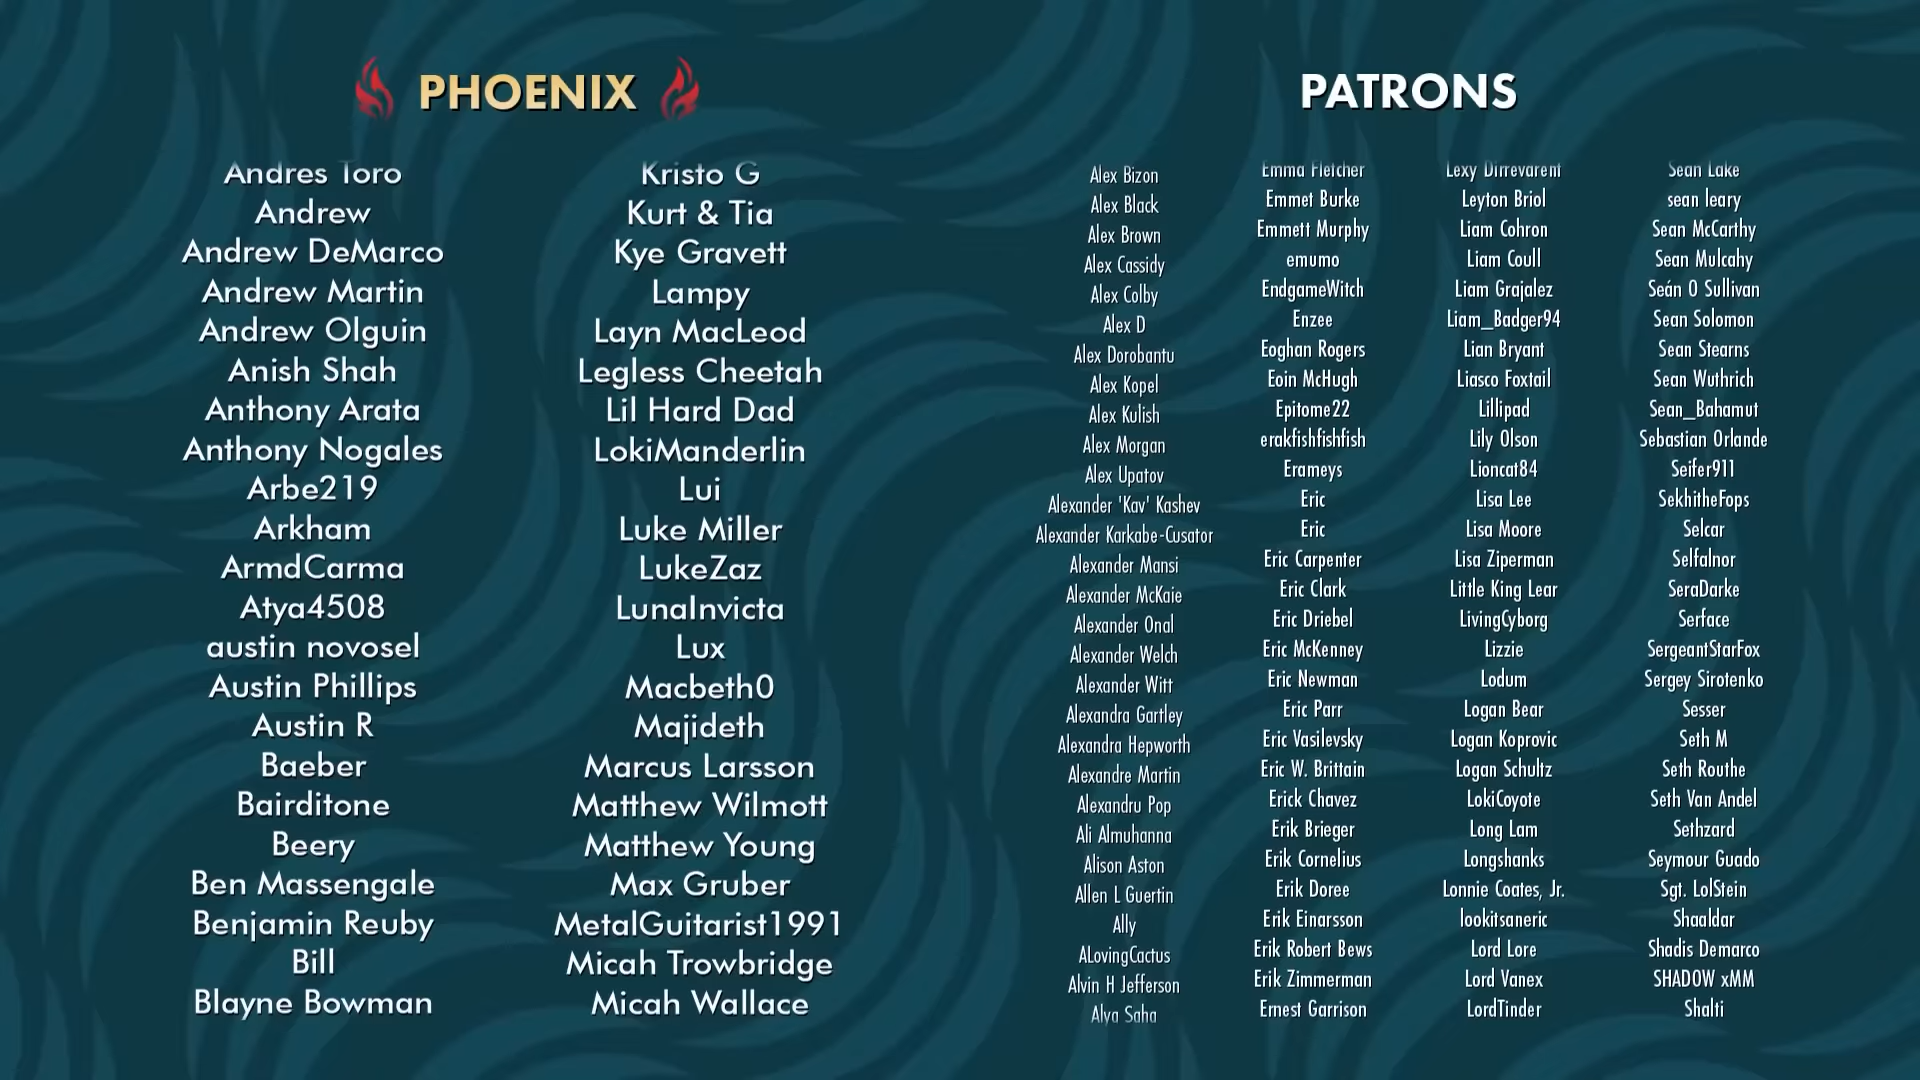 PHOENIX
Andres Toro
Andrew
Andrew DeMarco
Andrew Martin
Andrew Olguin
Anish Shah
Anthony Arata
Anthony Nogales
Arbe219
Arkham
ArmdCarma
Atya4508
austin novosel
Austin Phillips
Austin R
Baeber
Bairditone
Beery
Ben Massengale
Benjamin Reuby
Bill
Blayne Bowman
Kristo G
Kurt & Tia
Kye Gravett
Lampy
Layn MacLeod
Legless Cheetah
Lil Hard Dad
LokiManderlin
Lui
Luke Miller
LukeZaz
LunaInvicta
Lux
Macbeth0
Majideth
Marcus Larsson
Matthew Wilmott
Matthew Young
Max Gruber
MetalGuitarist1991
Micah Trowbridge
Micah Wallace
PATRONS
Alex Bizon
Alex Black
Alex Brown
Alex Cassidy
Alex Colby
Alex D
Alex Dorobantu
Alex Kopel
Alex Kulish
Alex Morgan
Alex Upatov
Alexander 'Kav' Kashev
Alexander Karkabe-Cusator
Alexander Mansi
Alexander McKaie
Alexander Onal
Alexander Welch
Alexander Witt
Alexandra Gartley
Alexandra Hepworth
Alexandre Martin
Alexandru Pop
Ali Almuhanna
Alison Aston
Allen L Guertin
Ally
ALovingCactus
Alvin H Jefferson
Alya Saha
Emma Fletcher
Emmet Burke
Emmett Murphy
emumo
EndgameWitch
Enzee
Eoghan Rogers
Eoin McHugh
Epitome22
erakfishfishfish
Erameys
Eric
Eric
Eric Carpenter
Eric Clark
Eric Driebel
Eric McKenney
Eric Newman
Eric Parr
Eric Vasilevsky
Eric W. Brittain
Erick Chavez
Erik Brieger
Erik Cornelius
Erik Doree
Erik Einarsson
Erik Robert Bews
Erik Zimmerman
Ernest Garrison
Lexy Dirrevarent
Leyton Briol
Liam Cohron
Liam Coull
Liam Grajalez
Liam_Badger94
Lian Bryant
Liasco Foxtail
Lillipad
Lily Olson
Lioncat84
Lisa Lee
Lisa Moore
Lisa Ziperman
Little King Lear
LivingCyborg
Lizzie
Lodum
Logan Bear
Logan Koprovic
Logan Schultz
LokiCoyote
Long Lam
Longshanks
Lonnie Coates, Jr.
lookitsaneric
Lord Lore
Lord Vanex
LordTinder
Sean Lake
sean leary
Sean McCarthy
Sean Mulcahy
Seán O Sullivan
Sean Solomon
Sean Stearns
Sean Wuthrich
Sean_Bahamut
Sebastian Orlande
Seifer911
SekhitheFops
Selcar
Selfalnor
SeraDarke
Serface
SergeantStarFox
Sergey Sirotenko
Sesser
Seth M
Seth Routhe
Seth Van Andel
Sethzard
Seymour Guado
Sgt. LolStein
Shaaldar
Shadis Demarco
SHADOW xMM
Shalti